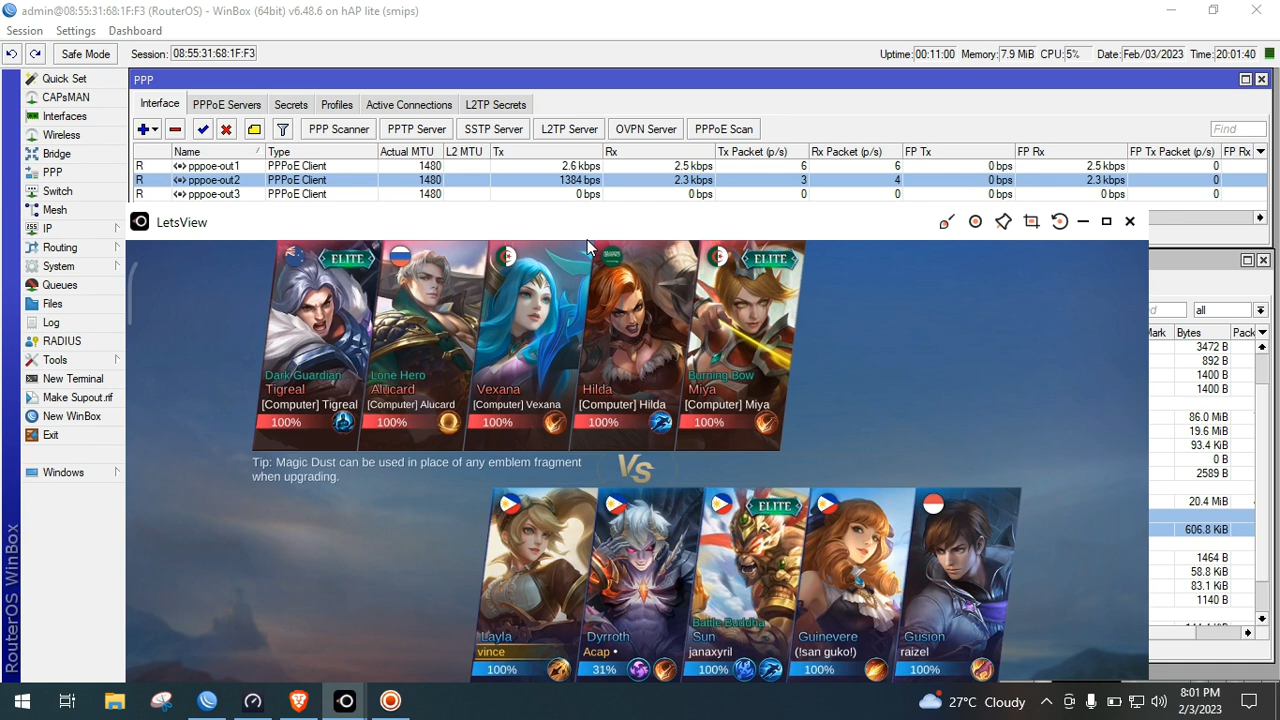 admin@08:55:31:68:1F:F3 (RouterOS) - WinBox (64bit) v6.48.6 on hAP lite (smips)
Session Settings Dashboard
Safe Mode Session: 08:55:31:68:1F:F3 Uptime: 00:11:00 Memory: 7.9 MiB CPU: 5% Date: Feb/03/2023 Time: 20:01:40
Quick Set
CAPsMAN
Interfaces
Wireless
Bridge
PPP
Switch
Mesh
IP
Routing
System
Queues
Files
Log
RADIUS
Tools
New Terminal
Make Supout.rif
New WinBox
Exit
Windows
RouterOS WinBox
PPP
Interface PPPoE Servers Secrets Profiles Active Connections L2TP Secrets
PPP Scanner PPTP Server SSTP Server L2TP Server OVPN Server PPPoE Scan Find
Name Type Actual MTU L2 MTU Tx Rx Tx Packet (p/s) Rx Packet (p/s) FP Tx FP Rx FP Tx Packet (p/s) FP Rx
R pppoe-out1 PPPoE Client 1480 2.6 kbps 2.5 kbps 6 6 0 bps 2.5 kbps 0
R pppoe-out2 PPPoE Client 1480 1384 bps 2.3 kbps 3 4 0 bps 2.3 kbps 0
R pppoe-out3 PPPoE Client 1480 0 bps 0 bps 0 0 0 bps 0 bps 0
LetsView
ELITE ELITE
Dark Guardian Lone Hero Burning Bow
Tigreal Alucard Vexana Hilda Miya
[Computer] Tigreal [Computer] Alucard [Computer] Vexana [Computer] Hilda [Computer] Miya
100% 100% 100% 100% 100%
Tip: Magic Dust can be used in place of any emblem fragment
when upgrading.
VS
ELITE
Battle Buddha
Layla Dyrroth Sun Guinevere Gusion
vince Acap • janaxyril (!san guko!) raizel
100% 31% 100% 100% 100%
all
Mark Bytes Pack
3472 B
892 B
1400 B
1400 B
86.0 MiB
19.6 MiB
93.4 KiB
0 B
2589 B
20.4 MiB
606.8 KiB
1464 B
58.8 KiB
83.1 KiB
1140 B
27°C Cloudy
8:01 PM
2/3/2023